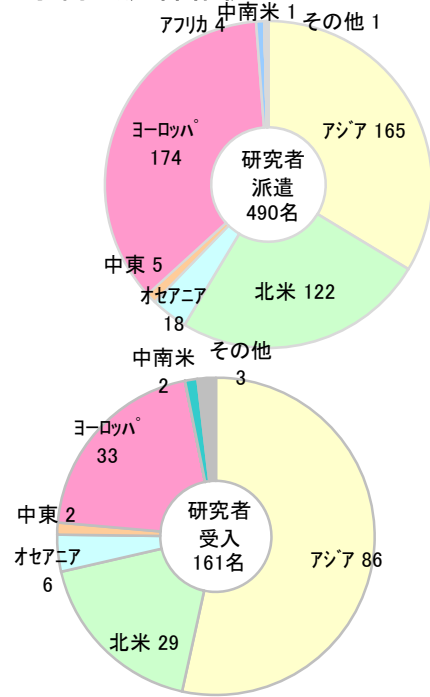 中南米 1
アフリカ 4
その他 1
ヨーロッパ
174
アジア 165
研究者
派遣
490名
中東 5
オセアニア
18
北米 122
中南米
2
その他
3
ヨーロッパ
33
中東 2
研究者
受入
161名
オセアニア
6
アジア 86
北米 29